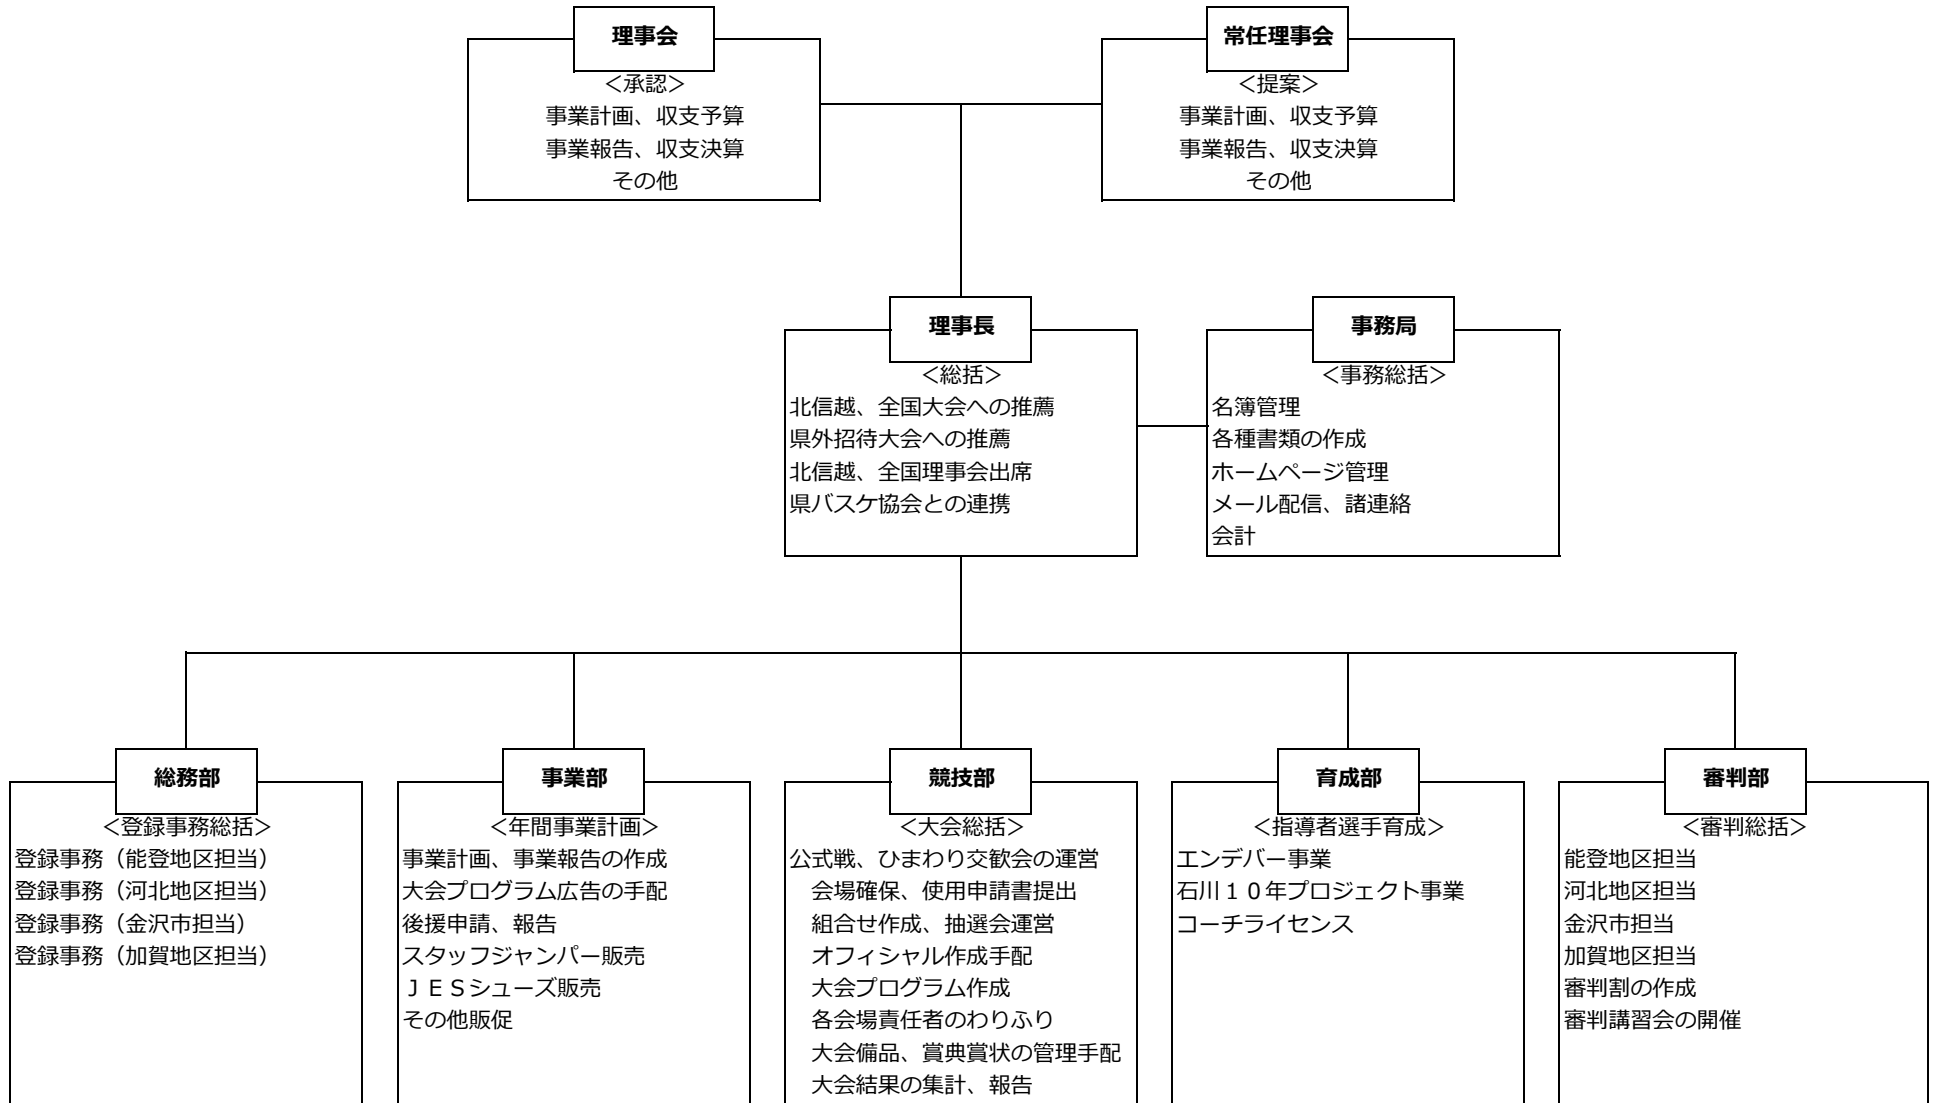 理事会
<承認>
事業計画、収支予算
事業報告、収支決算
その他
常任理事会
<提案>
事業計画、収支予算
事業報告、収支決算
その他
理事長
<総括>
北信越、全国大会への推薦
県外招待大会への推薦
北信越、全国理事会出席
県バスケ協会との連携
事務局
<事務総括>
名簿管理
各種書類の作成
ホームページ管理
メール配信、諸連絡
会計
総務部
<登録事務総括>
登録事務（能登地区担当）
登録事務（河北地区担当）
登録事務（金沢市担当）
登録事務（加賀地区担当）
事業部
<年間事業計画>
事業計画、事業報告の作成
大会プログラム広告の手配
後援申請、報告
スタッフジャンパー販売
ＪＥＳシューズ販売
その他販促
競技部
<大会総括>
公式戦、ひまわり交歓会の運営
会場確保、使用申請書提出
組合せ作成、抽選会運営
オフィシャル作成手配
大会プログラム作成
各会場責任者のわりふり
大会備品、賞典賞状の管理手配
大会結果の集計、報告
育成部
<指導者選手育成>
エンデバー事業
石川１０年プロジェクト事業
コーチライセンス
審判部
<審判総括>
能登地区担当
河北地区担当
金沢市担当
加賀地区担当
審判割の作成
審判講習会の開催